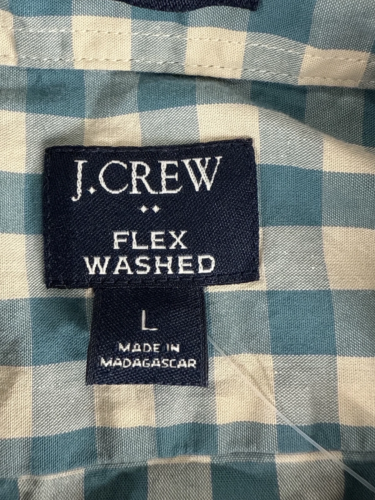 J.CREW
FLEX
WASHED
L
MADE IN
MADAGASCAR